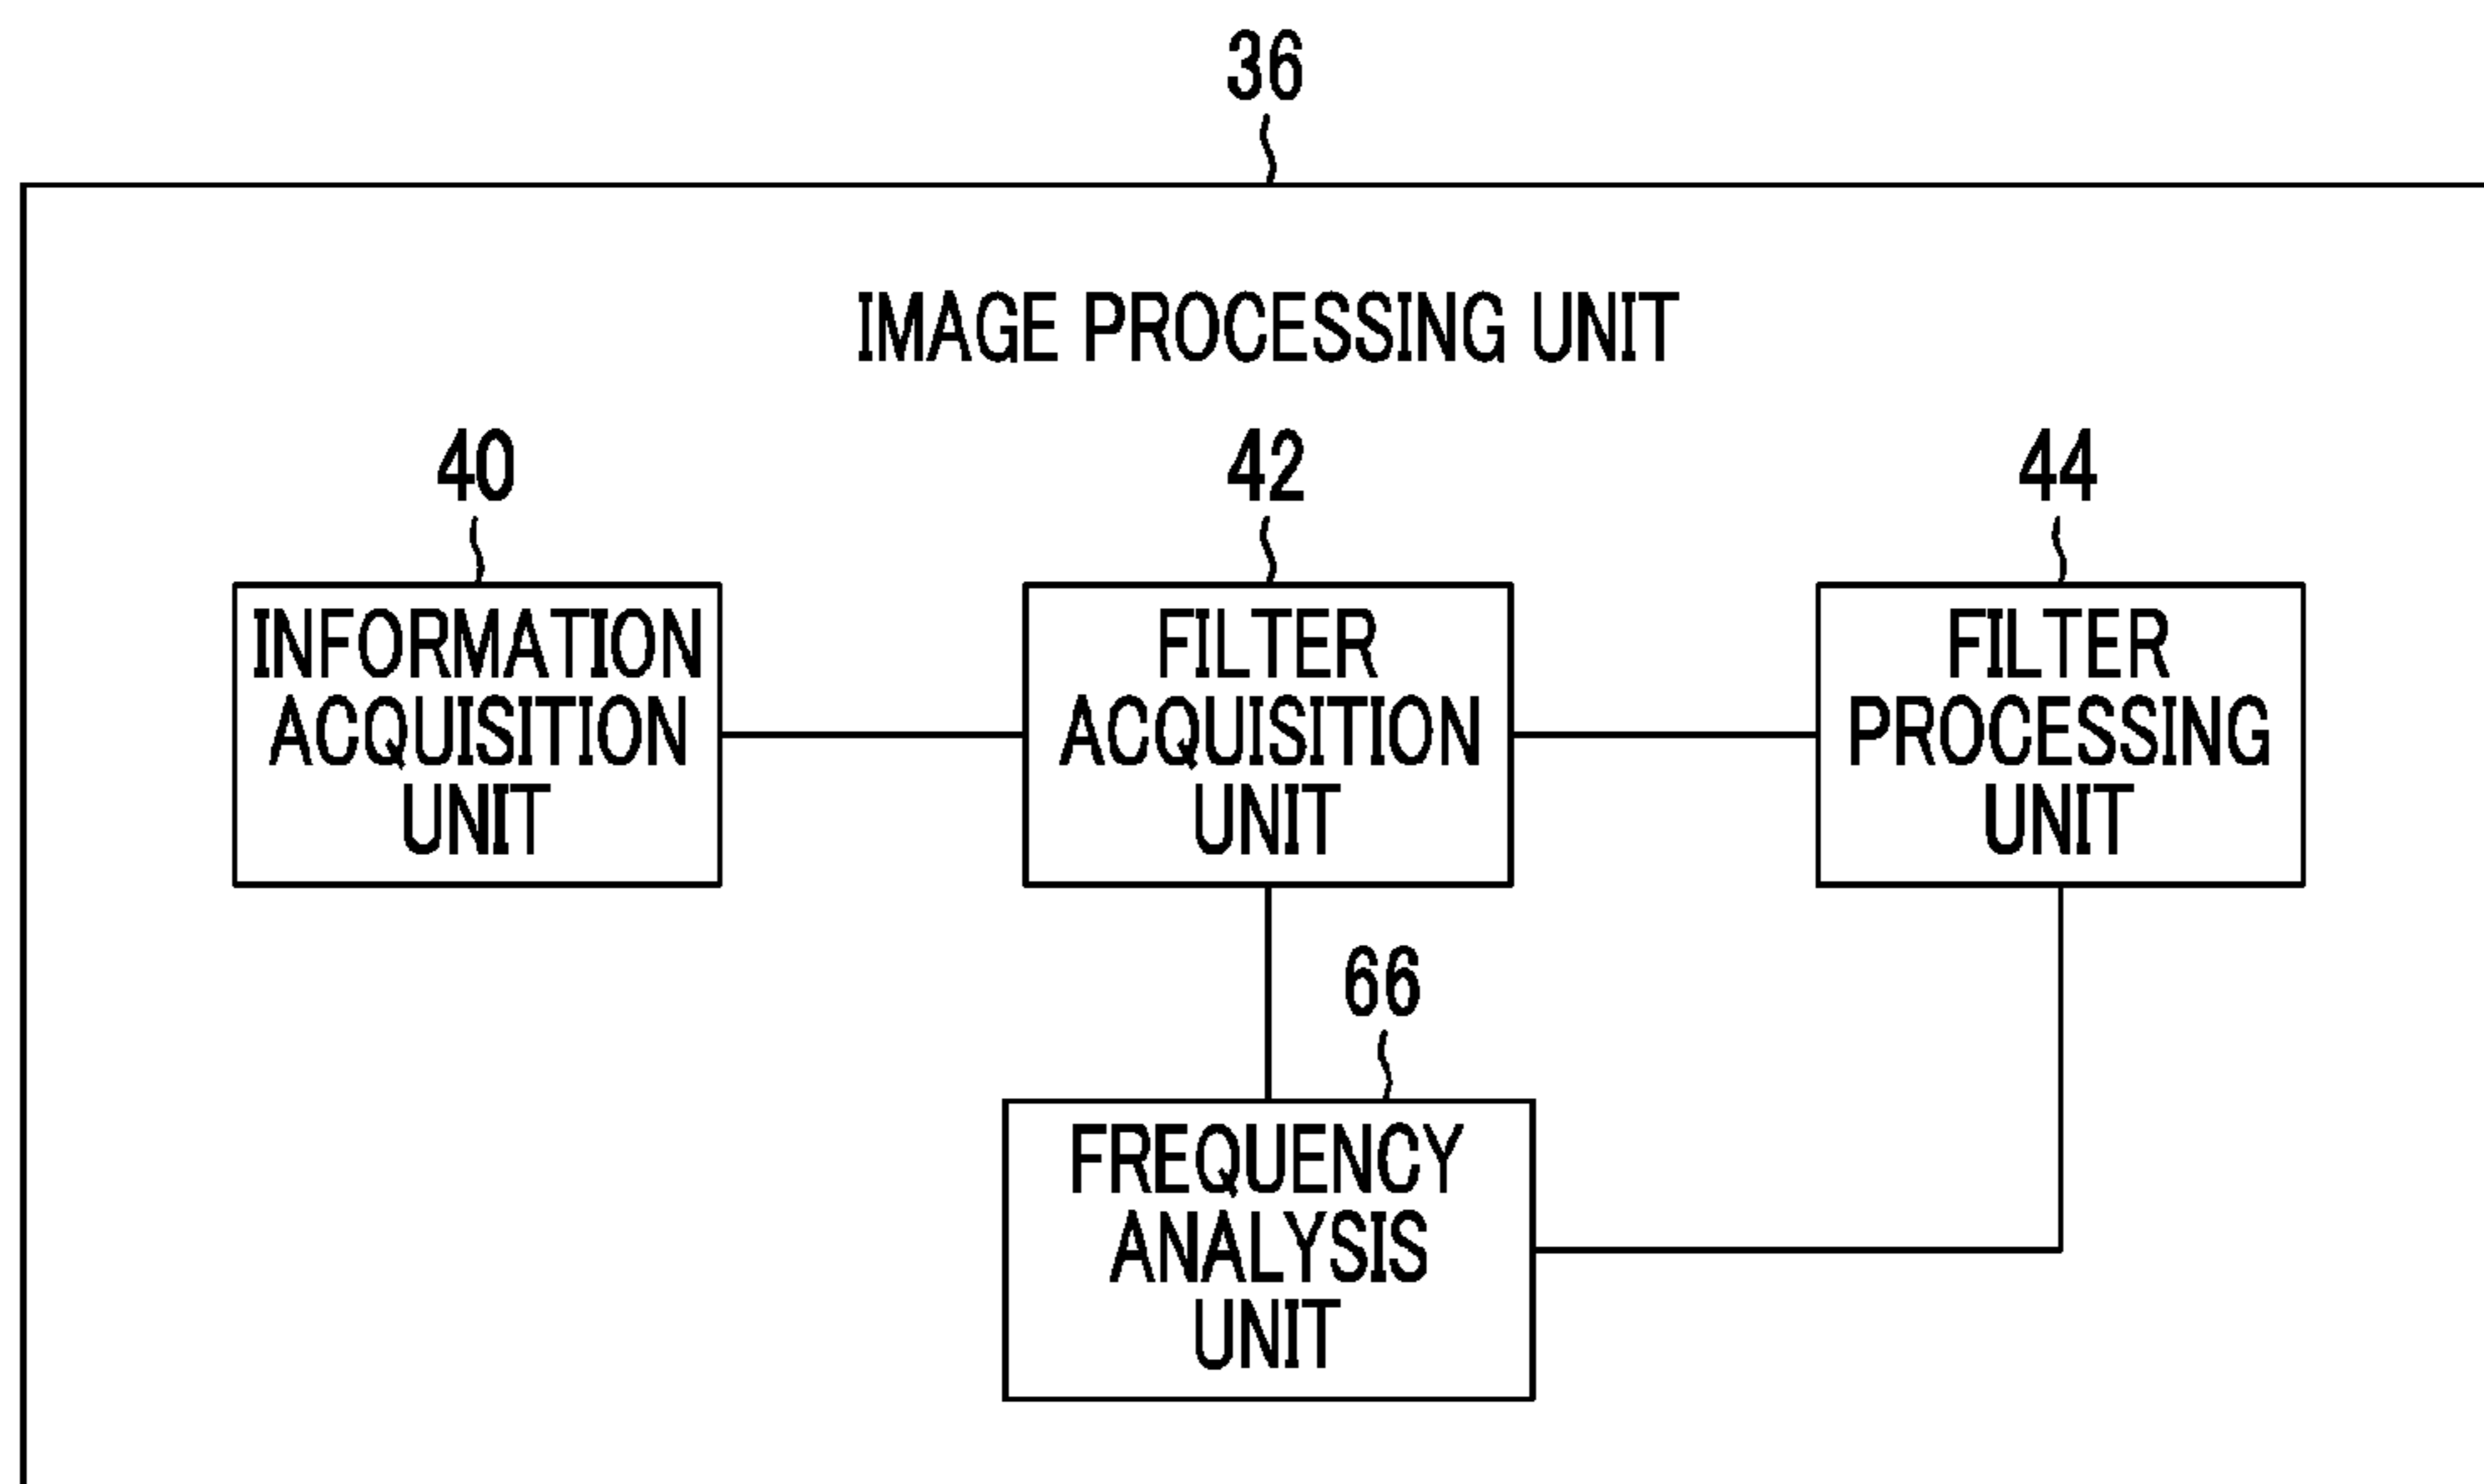 36
IMAGE PROCESSING UNIT
40
42
44
INFORMATION
ACQUISITION
UNIT
FILTER
ACQUISITION
UNIT
FILTER
PROCESSING
UNIT
66
FREQUENCY
ANALYSIS
UNIT